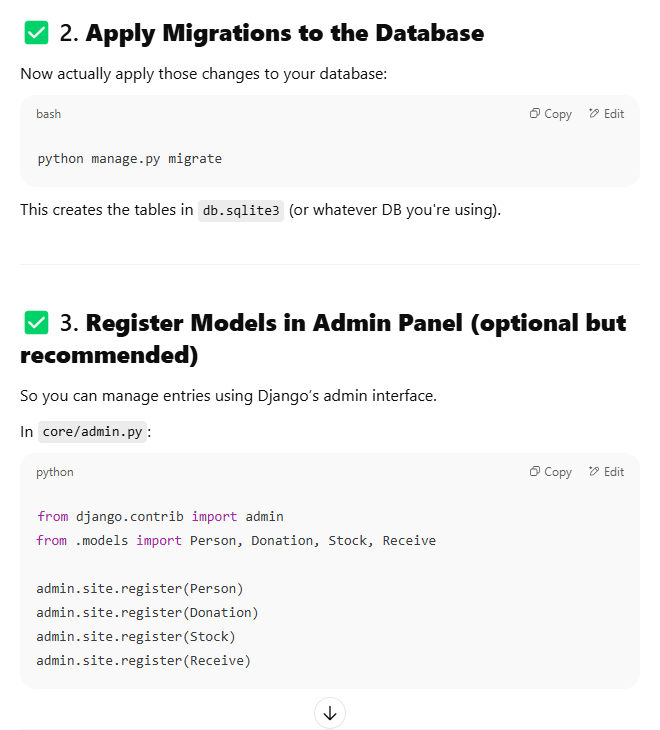 ✅ 2. Apply Migrations to the Database
Now actually apply those changes to your database:
bash
Copy
Edit
python manage.py migrate
This creates the tables in db.sqlite3 (or whatever DB you're using).
✅ 3. Register Models in Admin Panel (optional but
recommended)
So you can manage entries using Django's admin interface.
In core/admin.py:
python
Copy
Edit
from django.contrib import admin
from .models import Person, Donation, Stock, Receive
admin.site.register(Person)
admin.site.register(Donation)
admin.site.register(Stock)
admin.site.register(Receive)